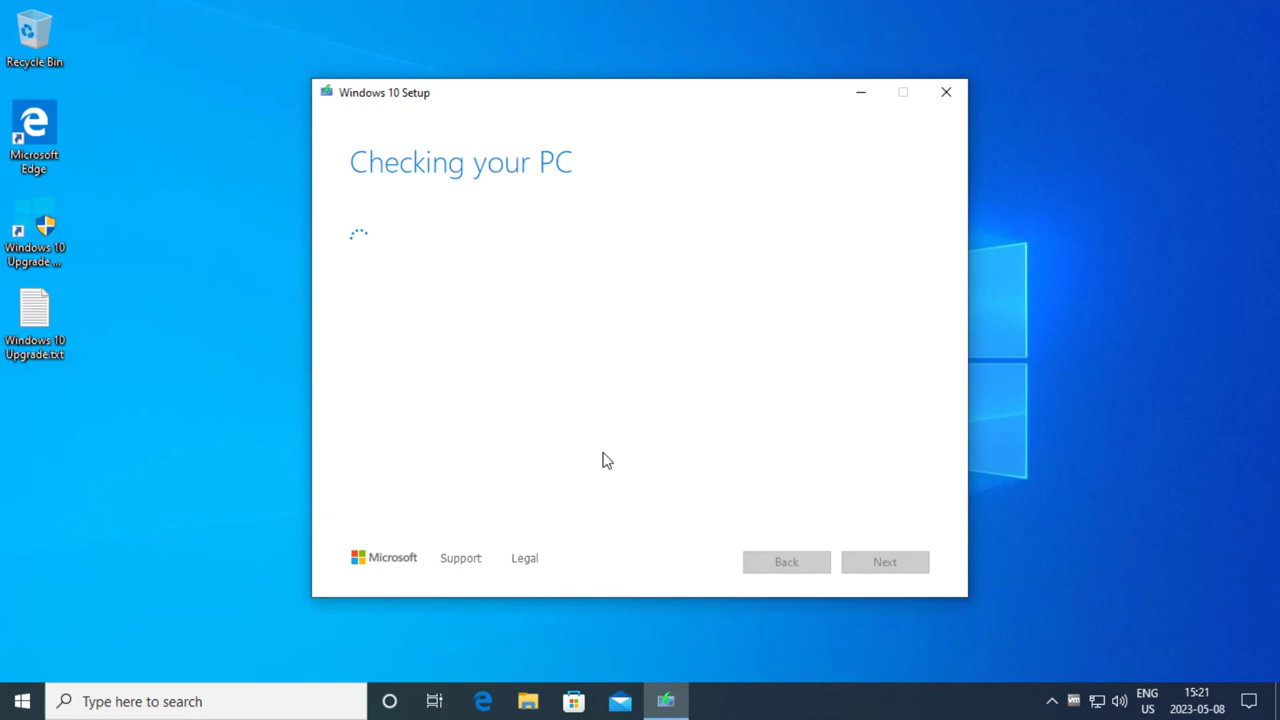 Recycle Bin
Microsoft
Edge
Windows 10
Upgrade ...
Windows 10
Upgrade.txt
Windows 10 Setup
Checking your PC
Microsoft
Support
Legal
Back
Next
Type here to search
ENG
US
15:21
2023-05-08